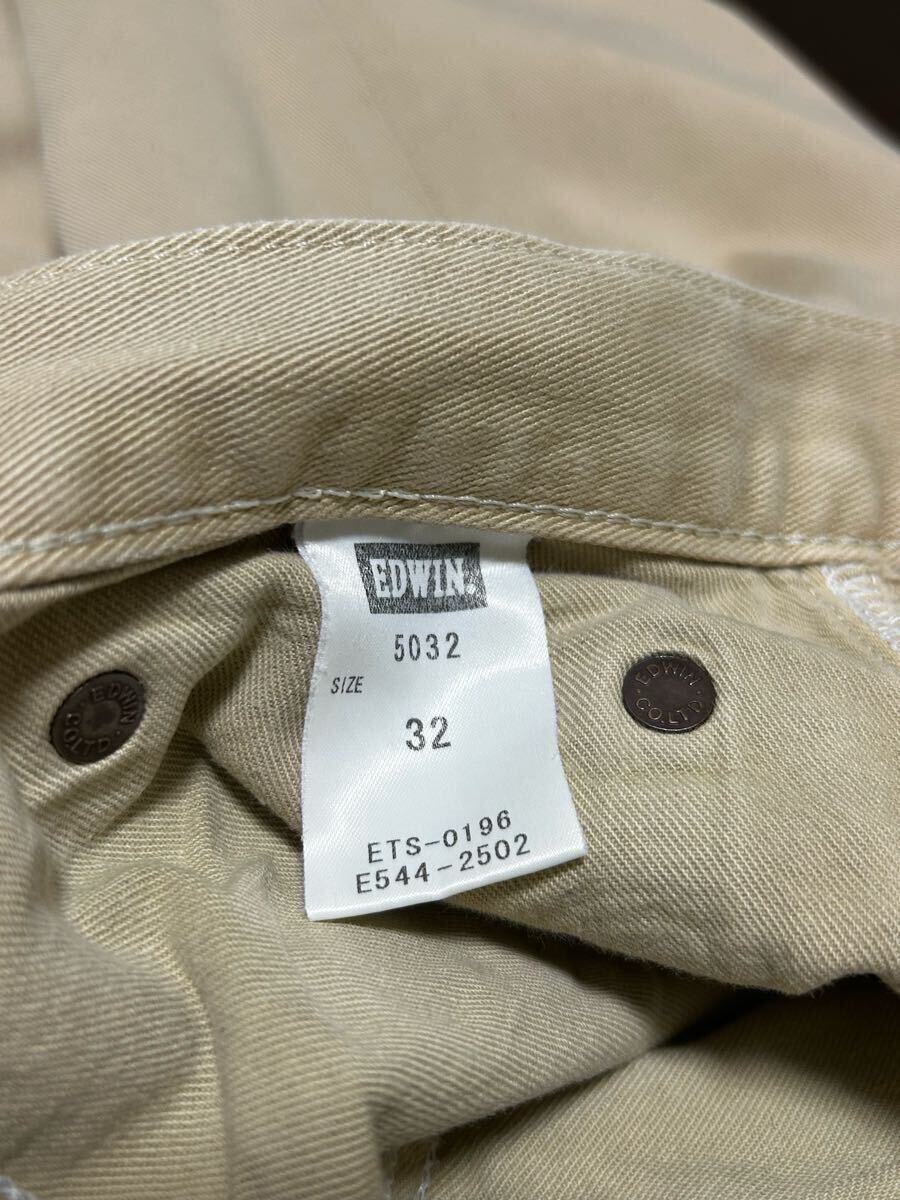 EDWIN.
5032
SIZE
32
ETS-0196
E544-2502
· EDWIN ·
CO.LTD
· EDWIN ·
CO.LTD